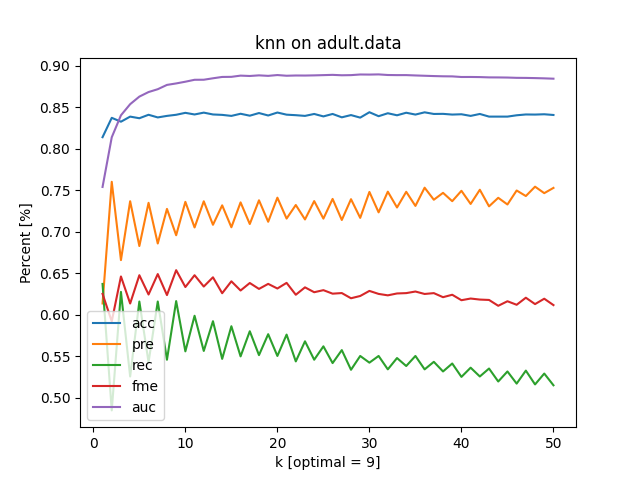 knn on adult.data
Percent [%]
0.90
0.85
0.80
0.75
0.70
0.65
0.60
0.55
0.50
acc
pre
rec
fme
auc
0 10 20 30 40 50
k [optimal = 9]